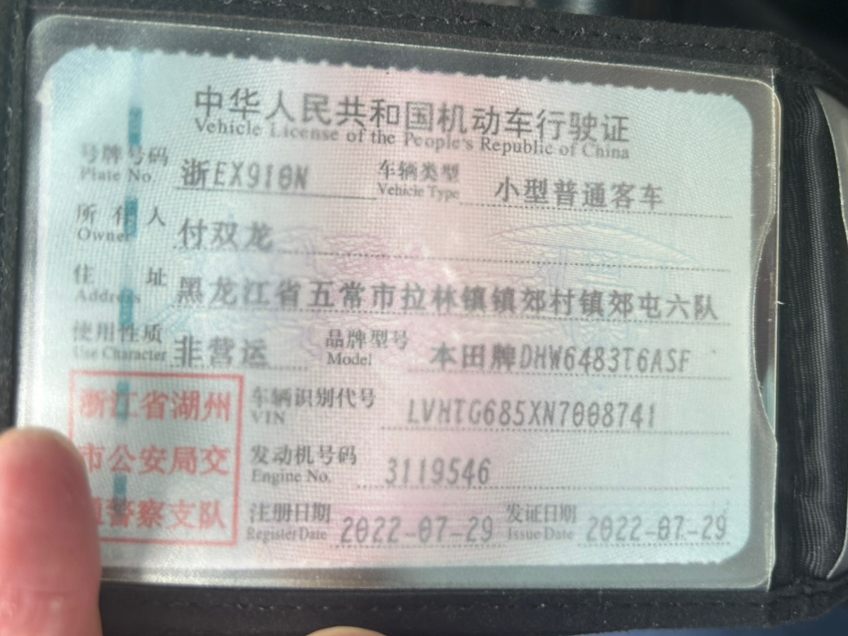 中华人民共和国机动车行驶证
Vehicle License of the People's Republic of China
号牌号码 浙EX910N 车辆类型 小型普通客车
Plate No. Vehicle Type
所有人 付双龙
Owner
住址 黑龙江省五常市拉林镇镇郊村镇郊屯六队
Address
使用性质 非营运 品牌型号 本田牌DHW6483T6ASF
Use Character Model
浙江省湖州 车辆识别代号 LVHTG685XN7008741
VIN
市公安局交 发动机号码 3119546
Engine No.
警察支队 注册日期 2022-07-29 发证日期 2022-07-29
Register Date Issue Date